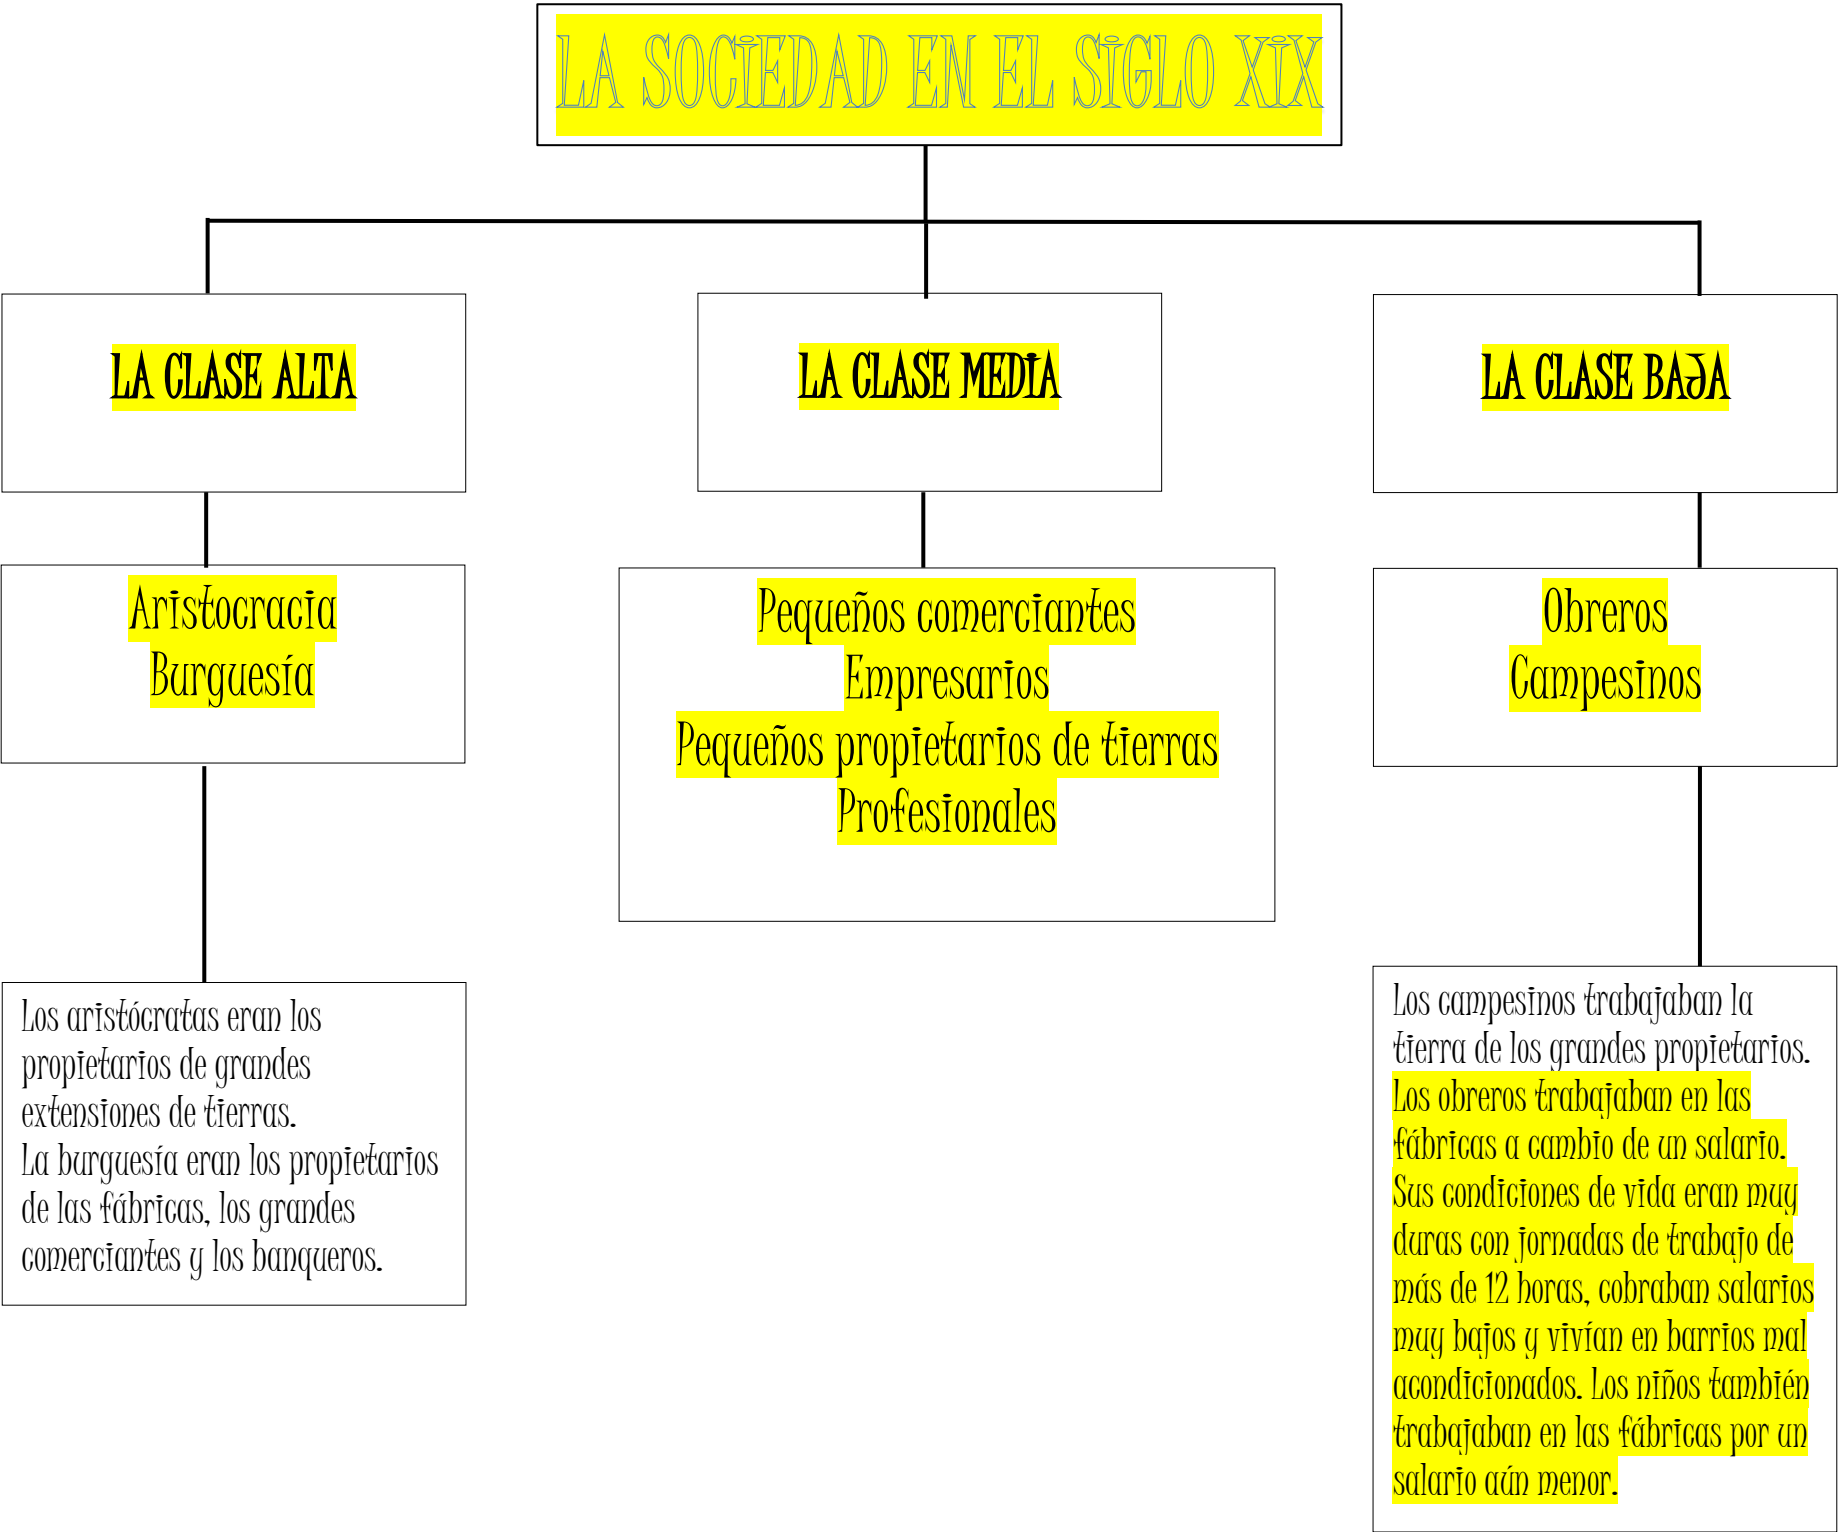 LA SOCIEDAD EN EL SIGLO XIX
LA CLASE ALTA
LA CLASE MEDIA
LA CLASE BAJA
Aristocracia
Burguesía
Pequeños comerciantes
Empresarios
Pequeños propietarios de tierras
Profesionales
Obreros
Campesinos
Los aristócratas eran los
propietarios de grandes
extensiones de tierras.
La burguesía eran los propietarios
de las fábricas, los grandes
comerciantes y los banqueros.
Los campesinos trabajaban la
tierra de los grandes propietarios.
Los obreros trabajaban en las
fábricas a cambio de un salario.
Sus condiciones de vida eran muy
duras con jornadas de trabajo de
más de 12 horas, cobraban salarios
muy bajos y vivían en barrios mal
acondicionados. Los niños también
trabajaban en las fábricas por un
salario aún menor.